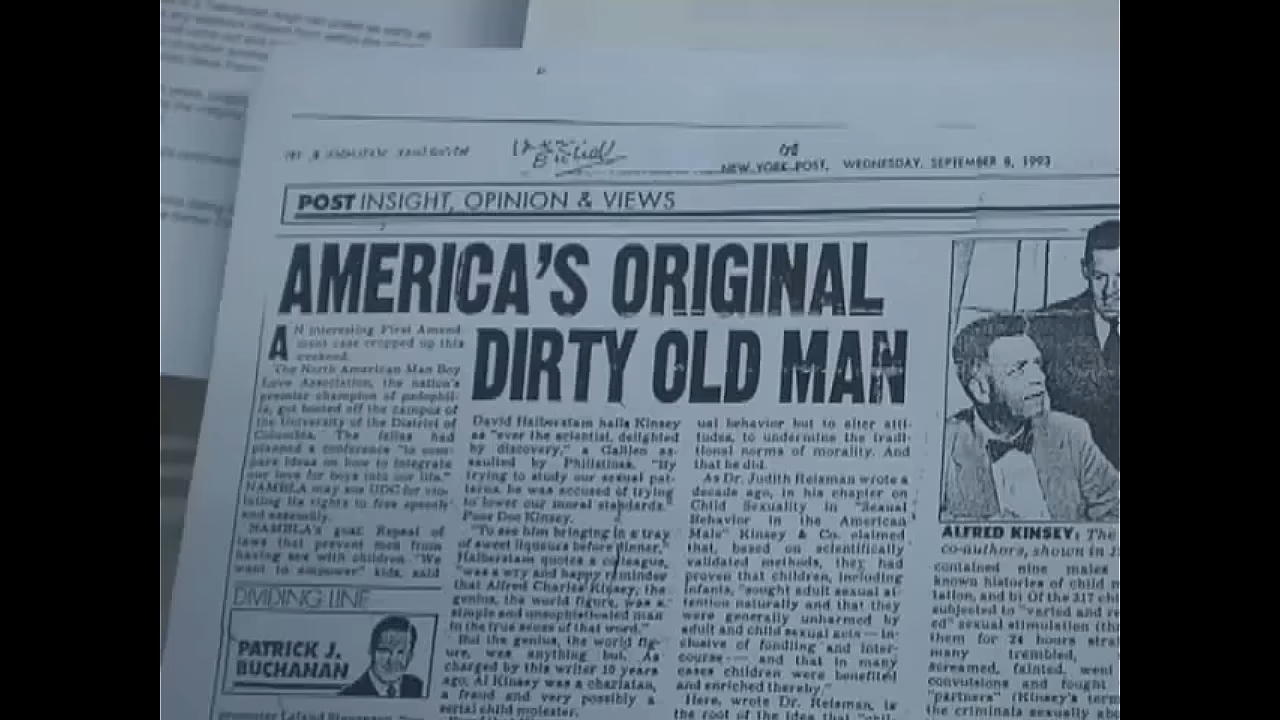 NEW YORK POST, WEDNESDAY, SEPTEMBER 8, 1993
POST INSIGHT, OPINION & VIEWS
AMERICA'S ORIGINAL
DIRTY OLD MAN
AN interesting First Amend-
ment case cropped up this
weekend.
The North American Man Boy
Love Association, the nation's
premier champion of pedophil-
ia, got booted off the campus of
the University of the District of
Columbia. The fellas had
planned a conference "to com-
pare ideas on how to integrate
our love for boys into our life."
NAMBLA may sue UDC for vio-
lating its rights to free speech
and assembly.
NAMBLA's goal: Repeal of
laws that prevent men from
having sex with children. "We
want to empower" kids, said
DIVIDING LINE
PATRICK J.
BUCHANAN
David Halberstam hails Kinsey
as "ever the scientist, delighted
by discovery," a Galileo as-
saulted by Philistines. "By
trying to study our sexual pat-
terns, he was accused of trying
to lower our moral standards."
Poor Doc Kinsey.
"To see him bringing in a tray
of sweet liqueurs before dinner,"
Halberstam quotes a colleague,
"was a wry and happy reminder
that Alfred Charles Kinsey, the
genius, the world figure, was a
simple and unsophisticated man
in the true sense of that word."
But the genius, the world fig-
ure, was anything but. As
charged by this writer 10 years
ago, Al Kinsey was a charlatan,
a fraud and very possibly a
serial child molester.
ual behavior but to alter atti-
tudes, to undermine the tradi-
tional norms of morality. And
that he did.
As Dr. Judith Reisman wrote a
decade ago, in his chapter on
Child Sexuality in "Sexual
Behavior in the American
Male" Kinsey & Co. claimed
that, based on scientifically
validated methods, they had
proven that children, including
infants, "sought adult sexual at-
tention naturally and that they
were generally unharmed by
adult and child sexual acts — in-
clusive of fondling and inter-
course — and that in many
cases children were benefited
and enriched thereby."
Here, wrote Dr. Reisman, is
the root of the idea that
ALFRED KINSEY: The
co-authors, shown in
contained nine males
known histories of child
lation, and b) Of the 317
subjected to "varied and
ed" sexual stimulation
them for 24 hours
many trembled,
screamed, fainted, went
convulsions and fought
"partners" (Kinsey's term
the criminals sexually